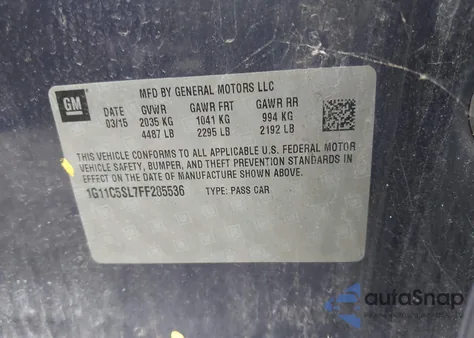 GM
MFD BY GENERAL MOTORS LLC
DATE GVWR GAWR FRT GAWR RR
03/15 2035 KG 1041 KG 994 KG
4487 LB 2295 LB 2192 LB
THIS VEHICLE CONFORMS TO ALL APPLICABLE U.S. FEDERAL MOTOR
VEHICLE SAFETY, BUMPER, AND THEFT PREVENTION STANDARDS IN
EFFECT ON THE DATE OF MANUFACTURE SHOWN ABOVE.
1G11C5SL7FF285536 TYPE: PASS CAR
autoSnap